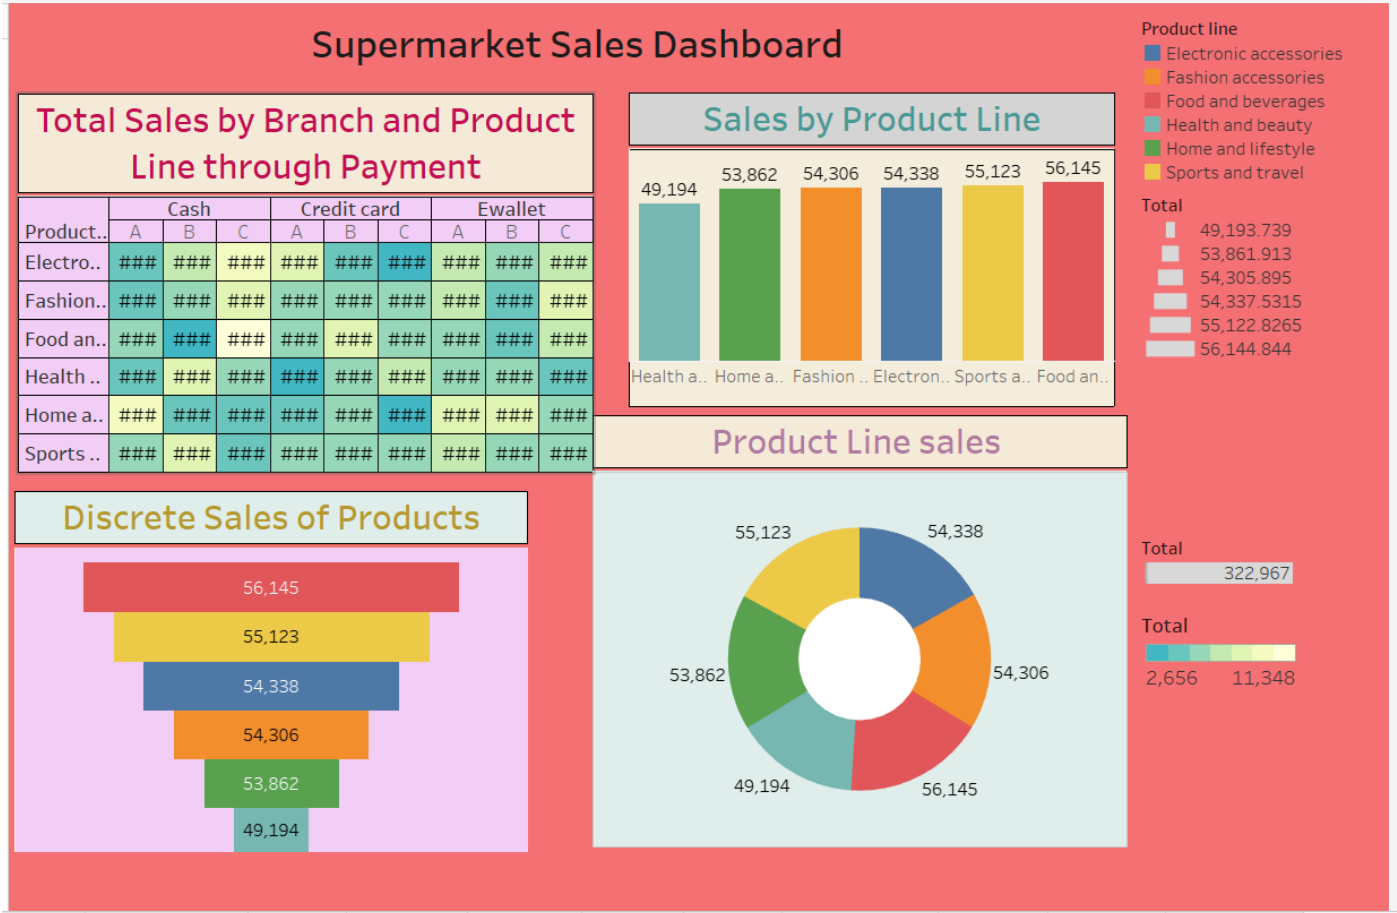 Supermarket Sales Dashboard
Total Sales by Branch and Product
Line through Payment
Cash Credit card Ewallet
Product.. A B C A B C A B C
Electro.. ### ### ### ### ### ### ### ### ###
Fashion.. ### ### ### ### ### ### ### ### ###
Food an.. ### ### ### ### ### ### ### ### ###
Health .. ### ### ### ### ### ### ### ### ###
Home a.. ### ### ### ### ### ### ### ### ###
Sports .. ### ### ### ### ### ### ### ### ###
Sales by Product Line
49,194 53,862 54,306 54,338 55,123 56,145
Health a.. Home a.. Fashion .. Electron.. Sports a.. Food an..
Discrete Sales of Products
56,145
55,123
54,338
54,306
53,862
49,194
Product Line sales
55,123 54,338
53,862 54,306
49,194 56,145
Product line
Electronic accessories
Fashion accessories
Food and beverages
Health and beauty
Home and lifestyle
Sports and travel
Total
49,193.739
53,861.913
54,305.895
54,337.5315
55,122.8265
56,144.844
Total
322,967
Total
2,656 11,348